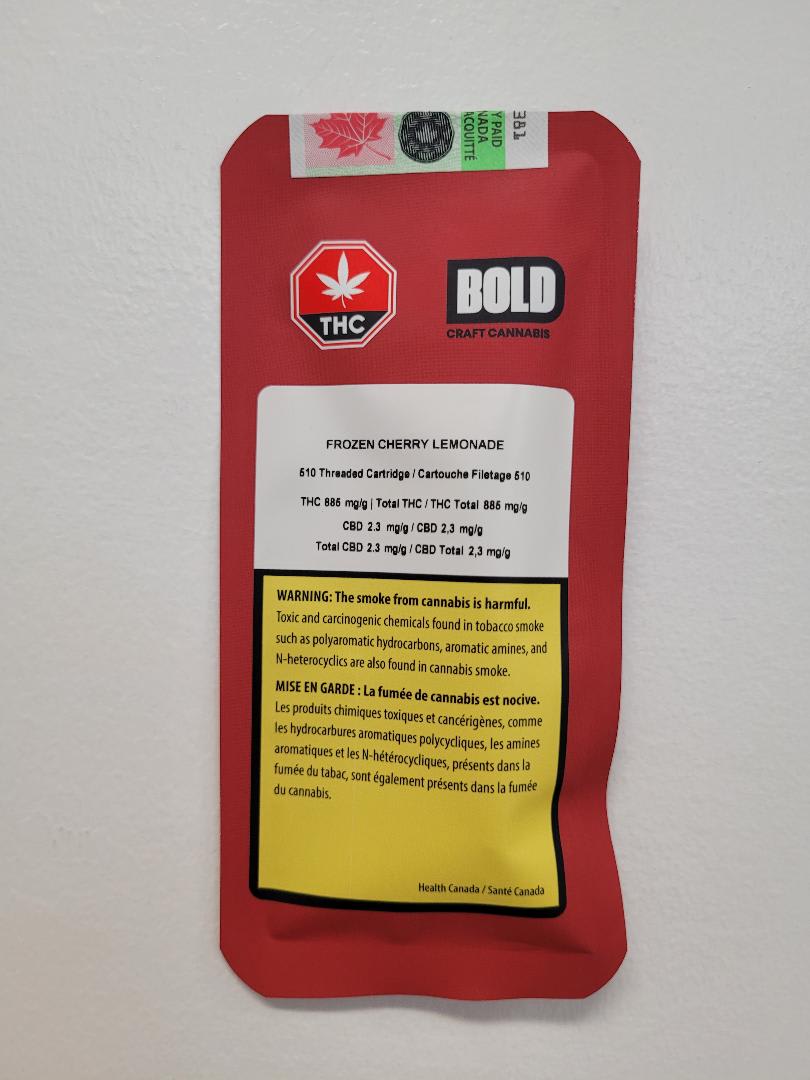 Y PAID
NADA
ACQUITTÉ
381
THC
BOLD
CRAFT CANNABIS
FROZEN CHERRY LEMONADE
510 Threaded Cartridge / Cartouche Filetage 510
THC 885 mg/g | Total THC / THC Total 885 mg/g
CBD 2.3 mg/g / CBD 2,3 mg/g
Total CBD 2.3 mg/g / CBD Total 2,3 mg/g
WARNING: The smoke from cannabis is harmful.
Toxic and carcinogenic chemicals found in tobacco smoke
such as polyaromatic hydrocarbons, aromatic amines, and
N-heterocyclics are also found in cannabis smoke.
MISE EN GARDE : La fumée de cannabis est nocive.
Les produits chimiques toxiques et cancérigènes, comme
les hydrocarbures aromatiques polycycliques, les amines
aromatiques et les N-hétérocycliques, présents dans la
fumée du tabac, sont également présents dans la fumée
du cannabis.
Health Canada / Santé Canada